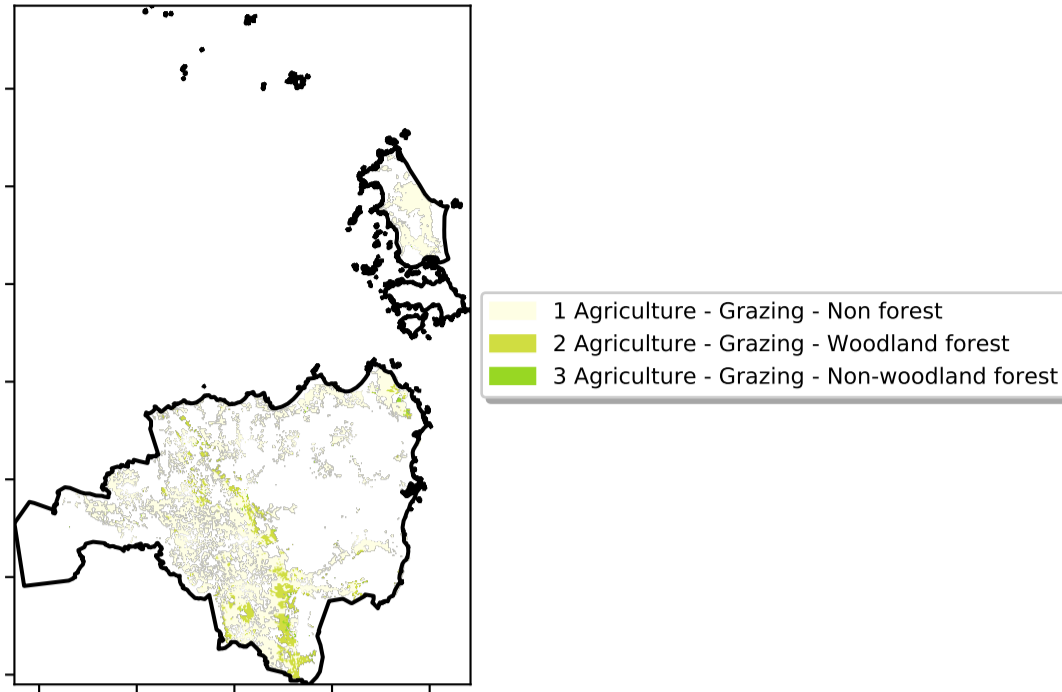 1 Agriculture - Grazing - Non forest
2 Agriculture - Grazing - Woodland forest
3 Agriculture - Grazing - Non-woodland forest